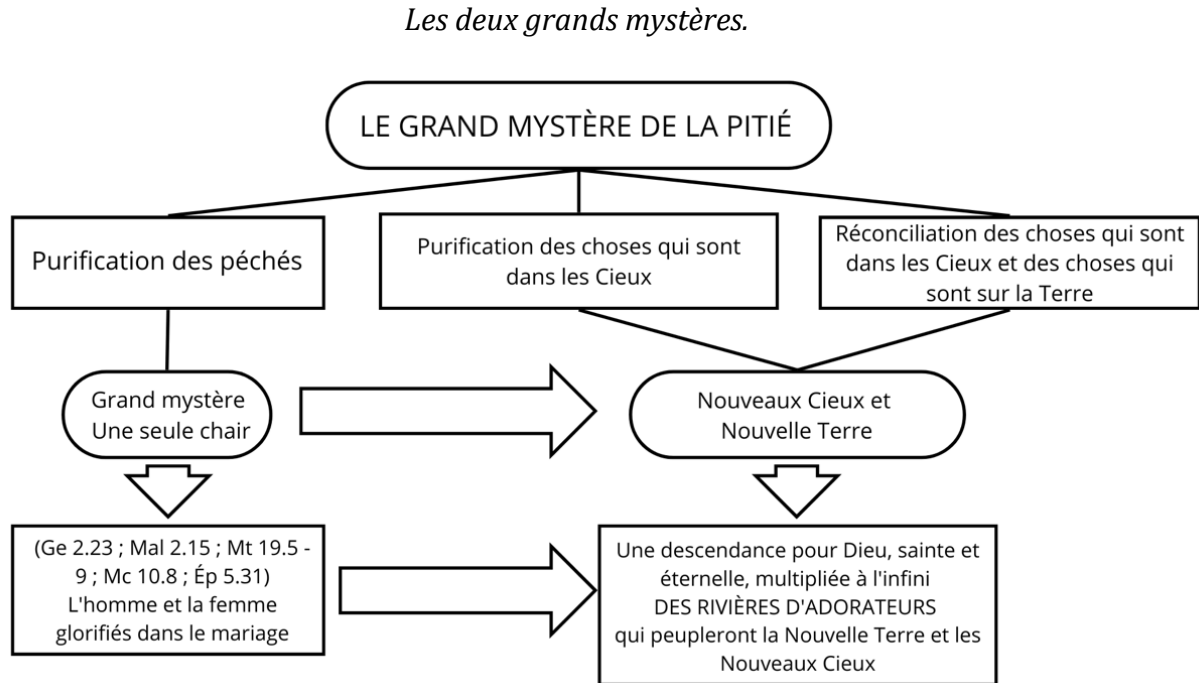 Les deux grands mystères.
LE GRAND MYSTÈRE DE LA PITIÉ
Purification des péchés
Purification des choses qui sont
dans les Cieux
Réconciliation des choses qui sont
dans les Cieux et des choses qui
sont sur la Terre
Grand mystère
Une seule chair
Nouveaux Cieux et
Nouvelle Terre
(Ge 2.23 ; Mal 2.15 ; Mt 19.5 -
9 ; Mc 10.8 ; Ép 5.31)
L'homme et la femme
glorifiés dans le mariage
Une descendance pour Dieu, sainte et
éternelle, multipliée à l'infini
DES RIVIÈRES D'ADORATEURS
qui peupleront la Nouvelle Terre et les
Nouveaux Cieux